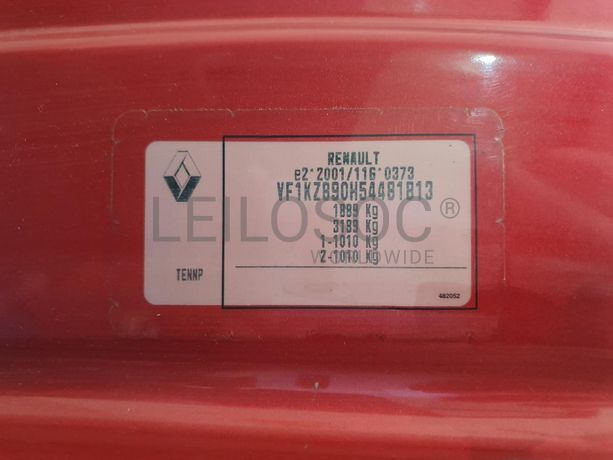 RENAULT
e2*2001/116*0373
VF1KZB90H54481813
1889 Kg
3189 Kg
1-1010 Kg
2-1010 Kg
TENNP
482052
LEILOSOC®
WORLDWIDE